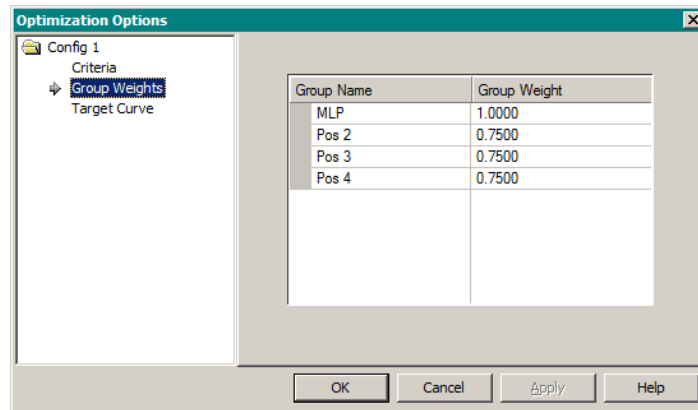 Optimization Options
Config 1
Criteria
Group Weights
Target Curve
Group Name Group Weight
MLP 1.0000
Pos 2 0.7500
Pos 3 0.7500
Pos 4 0.7500
OK Cancel Apply Help